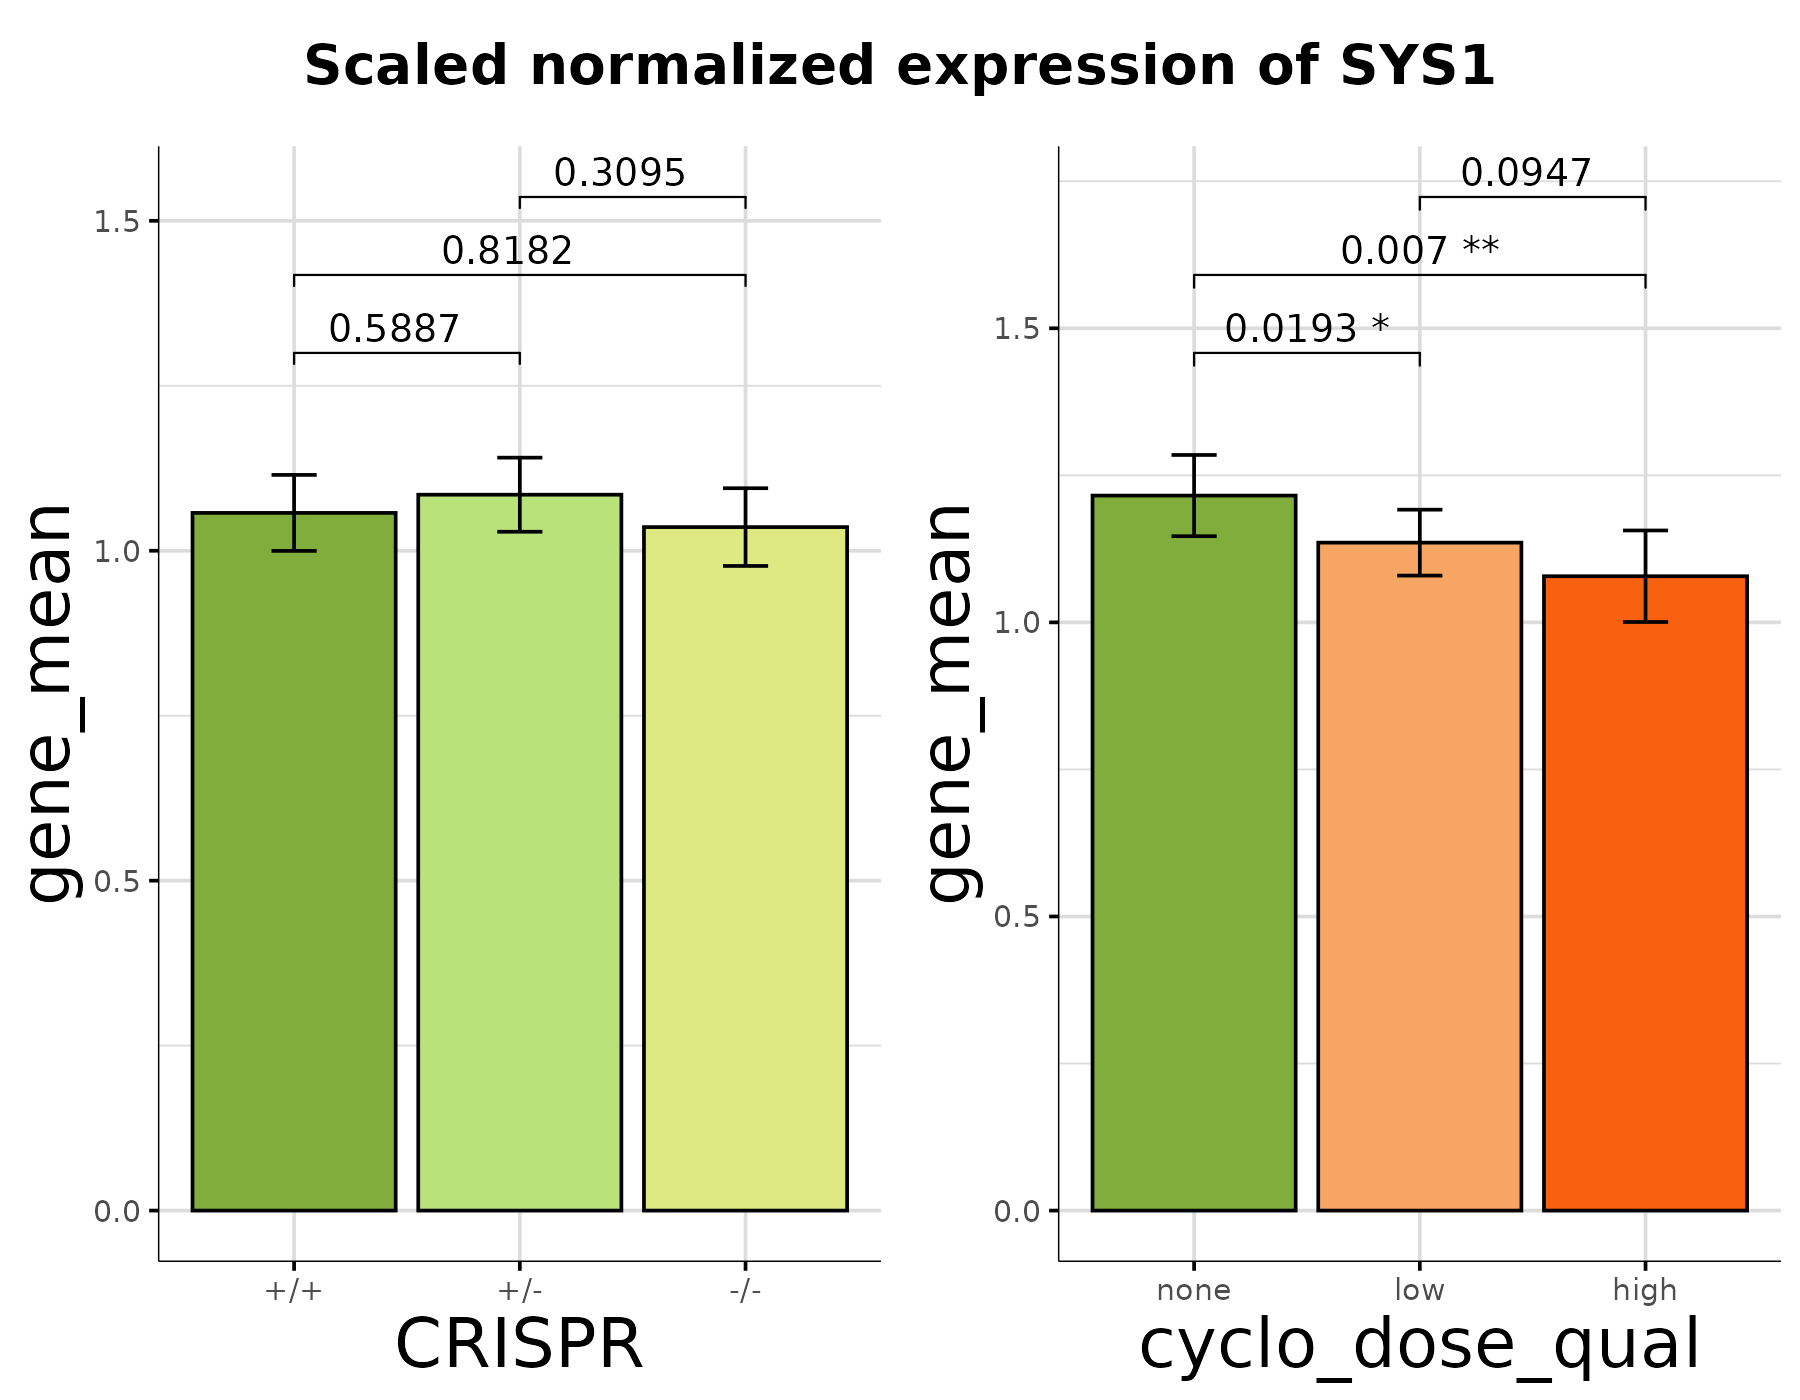 Scaled normalized expression of SYS1
gene_mean
1.5
1.0
0.5
0.0
0.3095
0.8182
0.5887
+/+
+/-
-/-
CRISPR
gene_mean
1.5
1.0
0.5
0.0
0.0947
0.007 **
0.0193 *
none
low
high
cyclo_dose_qual